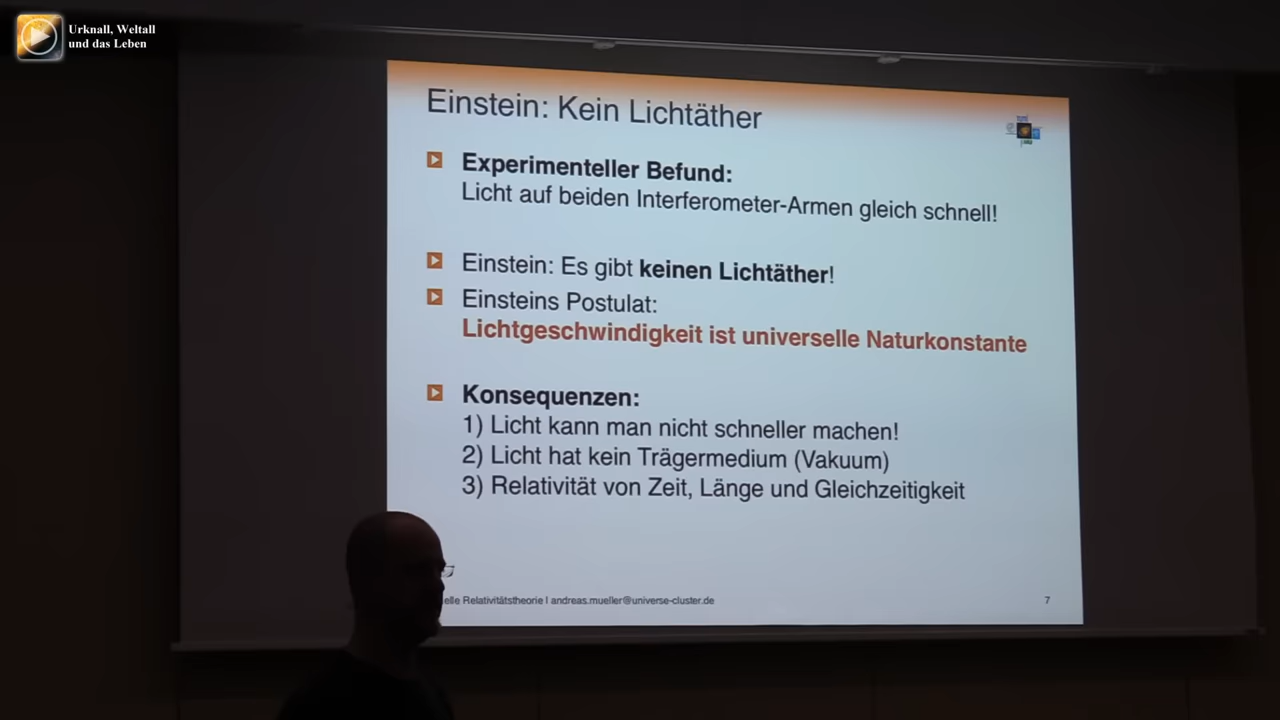 Urknall, Weltall
und das Leben
Einstein: Kein Lichtäther
Experimenteller Befund:
Licht auf beiden Interferometer-Armen gleich schnell!
Einstein: Es gibt keinen Lichtäther!
Einsteins Postulat:
Lichtgeschwindigkeit ist universelle Naturkonstante
Konsequenzen:
1) Licht kann man nicht schneller machen!
2) Licht hat kein Trägermedium (Vakuum)
3) Relativität von Zeit, Länge und Gleichzeitigkeit
elle Relativitätstheorie | andreas.mueller@universe-cluster.de
7